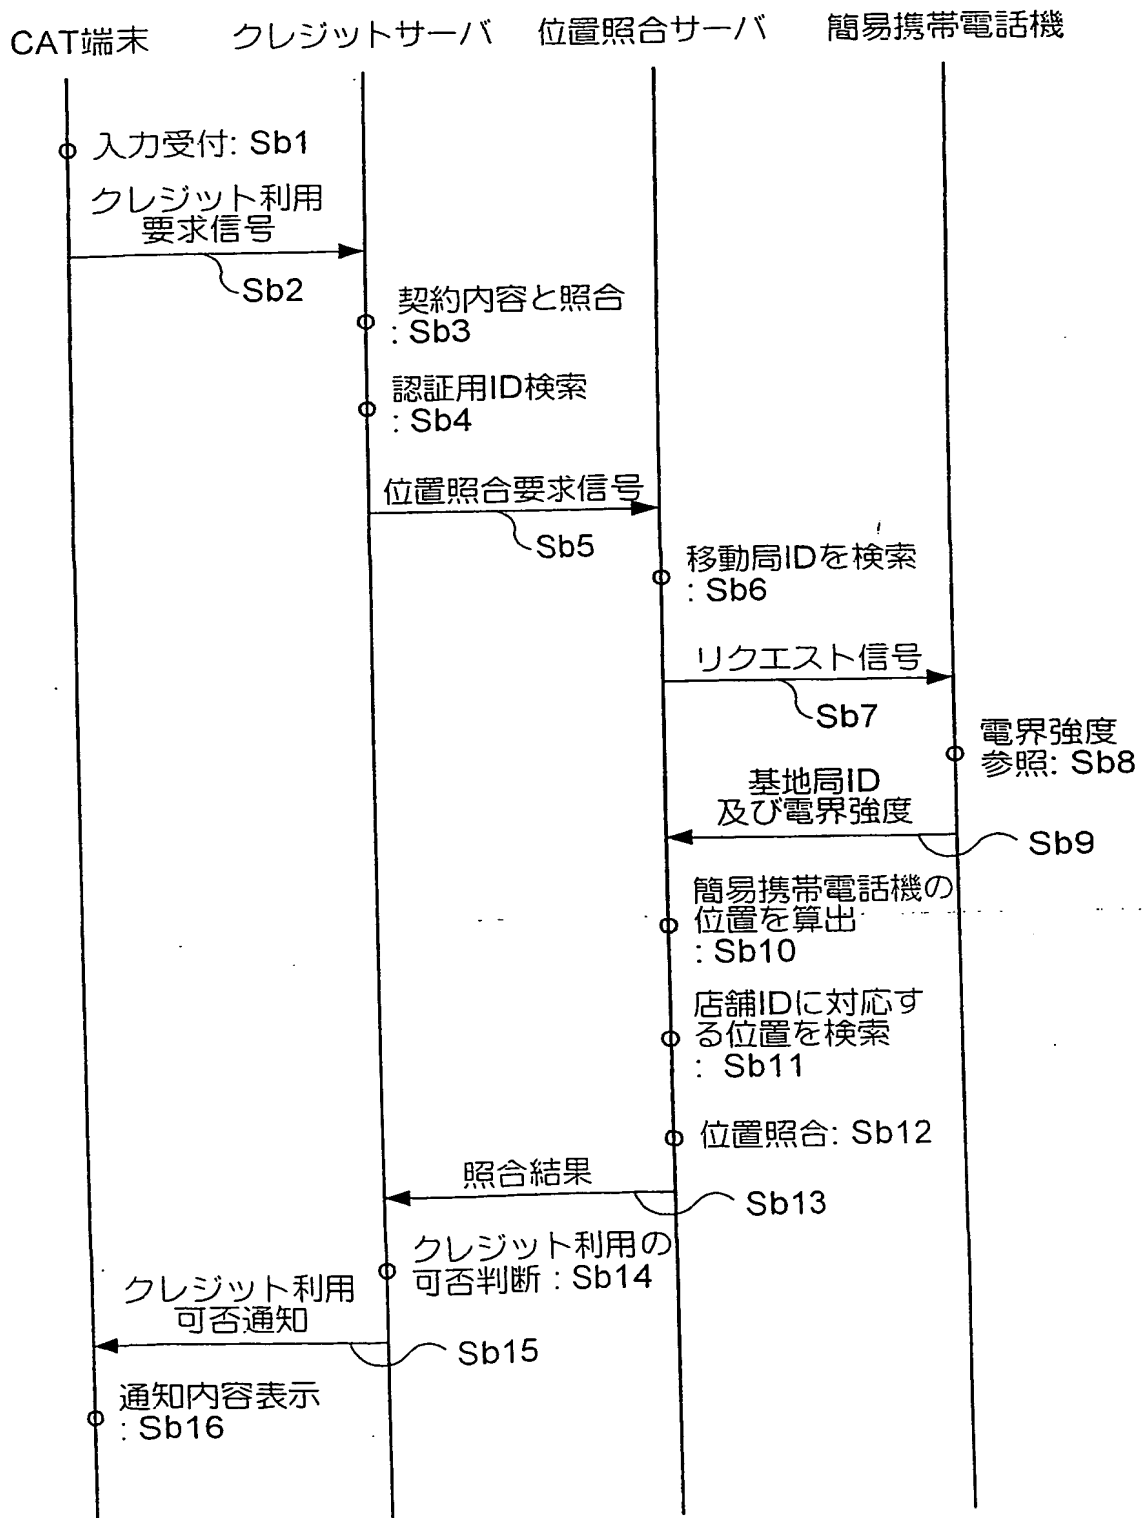 CAT端末
クレジットサーバ
位置照合サーバ
簡易携帯電話機
入力受付: Sb1
クレジット利用
要求信号
Sb2
契約内容と照合
: Sb3
認証用ID検索
: Sb4
位置照合要求信号
Sb5
移動局IDを検索
: Sb6
リクエスト信号
Sb7
電界強度
参照: Sb8
基地局ID
及び電界強度
Sb9
簡易携帯電話機の
位置を算出
: Sb10
店舗IDに対応す
る位置を検索
: Sb11
位置照合: Sb12
照合結果
Sb13
クレジット利用の
可否判断 : Sb14
クレジット利用
可否通知
Sb15
通知内容表示
: Sb16